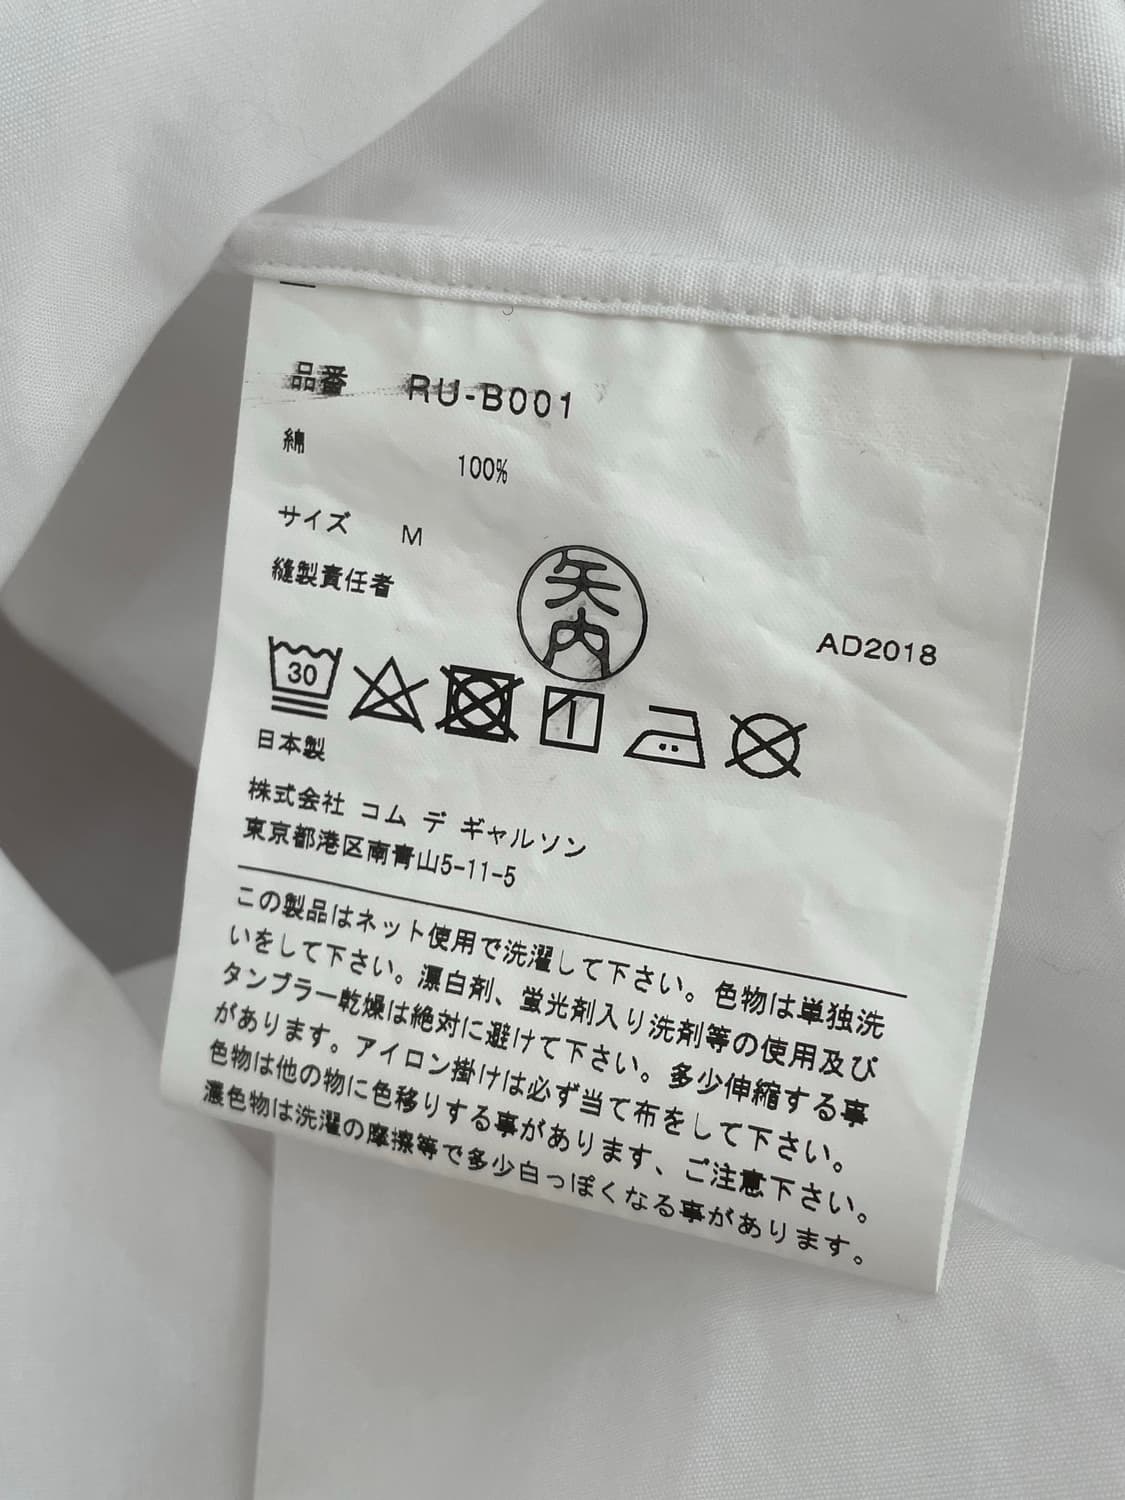 品番 RU-B001
綿 100%
サイズ M
縫製責任者
矢内
AD2018
30
日本製
株式会社 コム デ ギャルソン
東京都港区南青山5-11-5
この製品はネット使用で洗濯して下さい。色物は単独洗
いをして下さい。漂白剤、蛍光剤入り洗剤等の使用及び
タンブラー乾燥は絶対に避けて下さい。多少伸縮する事
があります。アイロン掛けは必ず当て布をして下さい。
色物は他の物に色移りする事があります、ご注意下さい。
濃色物は洗濯の摩擦等で多少白っぽくなる事があります。